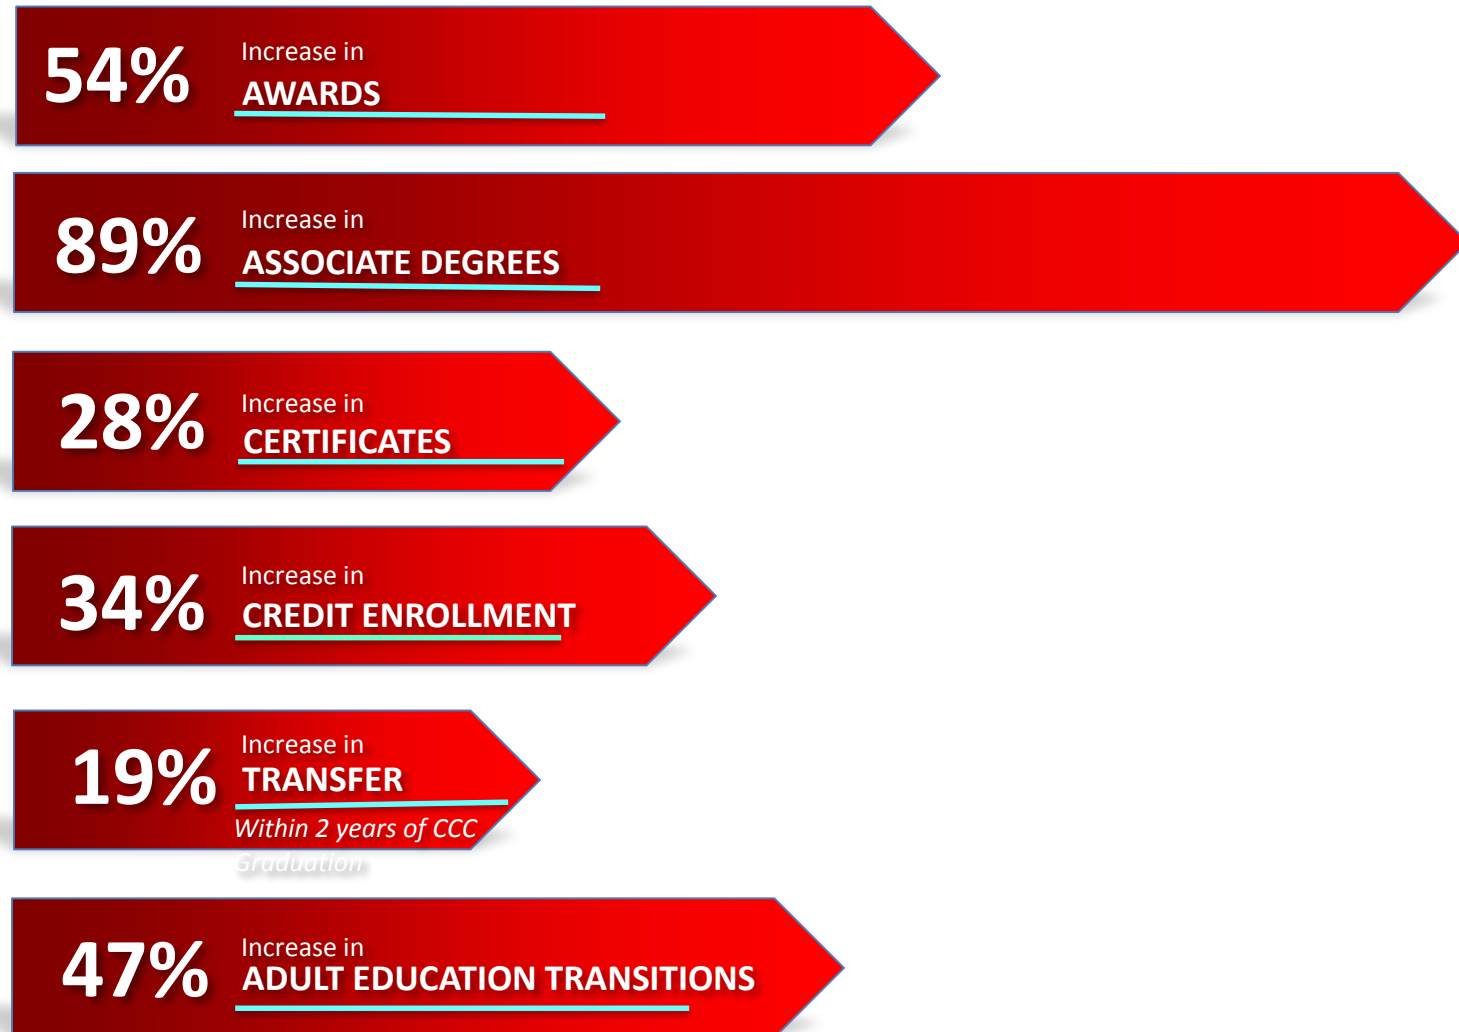 54%
Increase in
AWARDS
89%
Increase in
ASSOCIATE DEGREES
28%
Increase in
CERTIFICATES
34%
Increase in
CREDIT ENROLLMENT
19%
Increase in
TRANSFER
Within 2 years of CCC
Graduation
47%
Increase in
ADULT EDUCATION TRANSITIONS